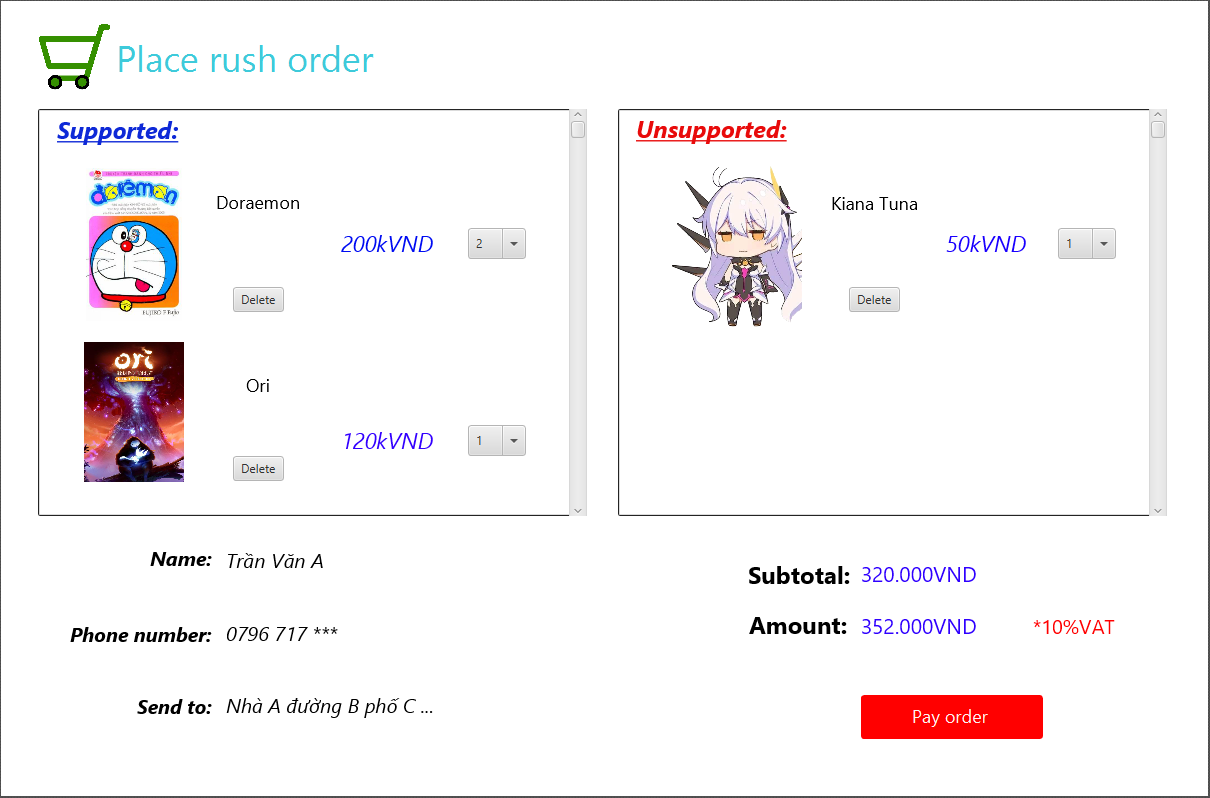 Place rush order
Supported:
doiêmon
Doraemon
200kVND
2
Delete
ori
Ori
120kVND
1
Delete
Unsupported:
Kiana Tuna
50kVND
1
Delete
Name: Trần Văn A
Phone number: 0796 717 ***
Send to: Nhà A đường B phố C ...
Subtotal: 320.000VND
Amount: 352.000VND *10%VAT
Pay order